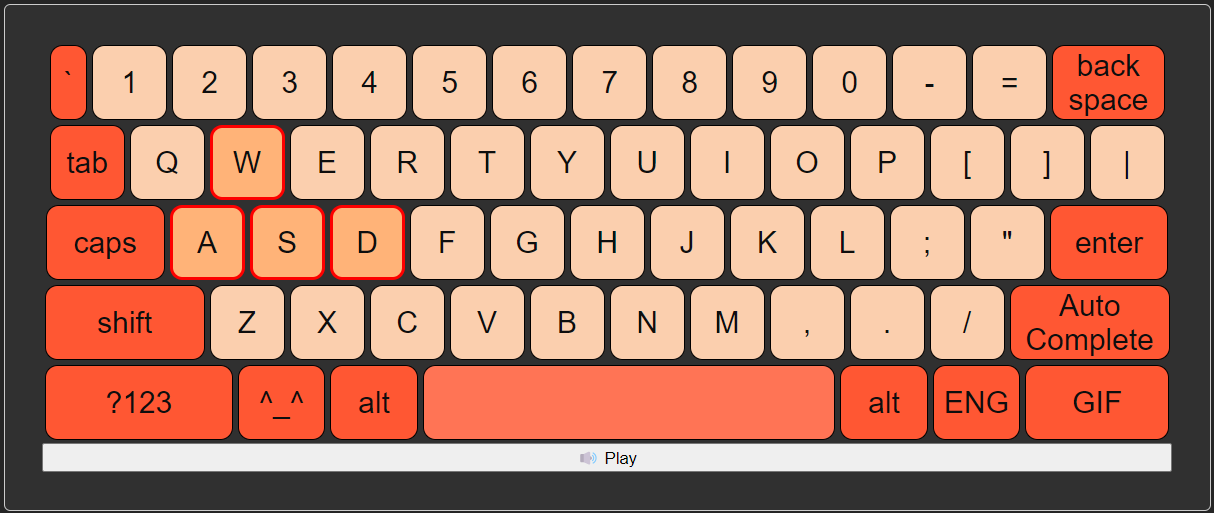 ` 1 2 3 4 5 6 7 8 9 0 - = back space
tab Q W E R T Y U I O P [ ] |
caps A S D F G H J K L ; " enter
shift Z X C V B N M , . / Auto Complete
?123 ^_^ alt alt ENG GIF
Play